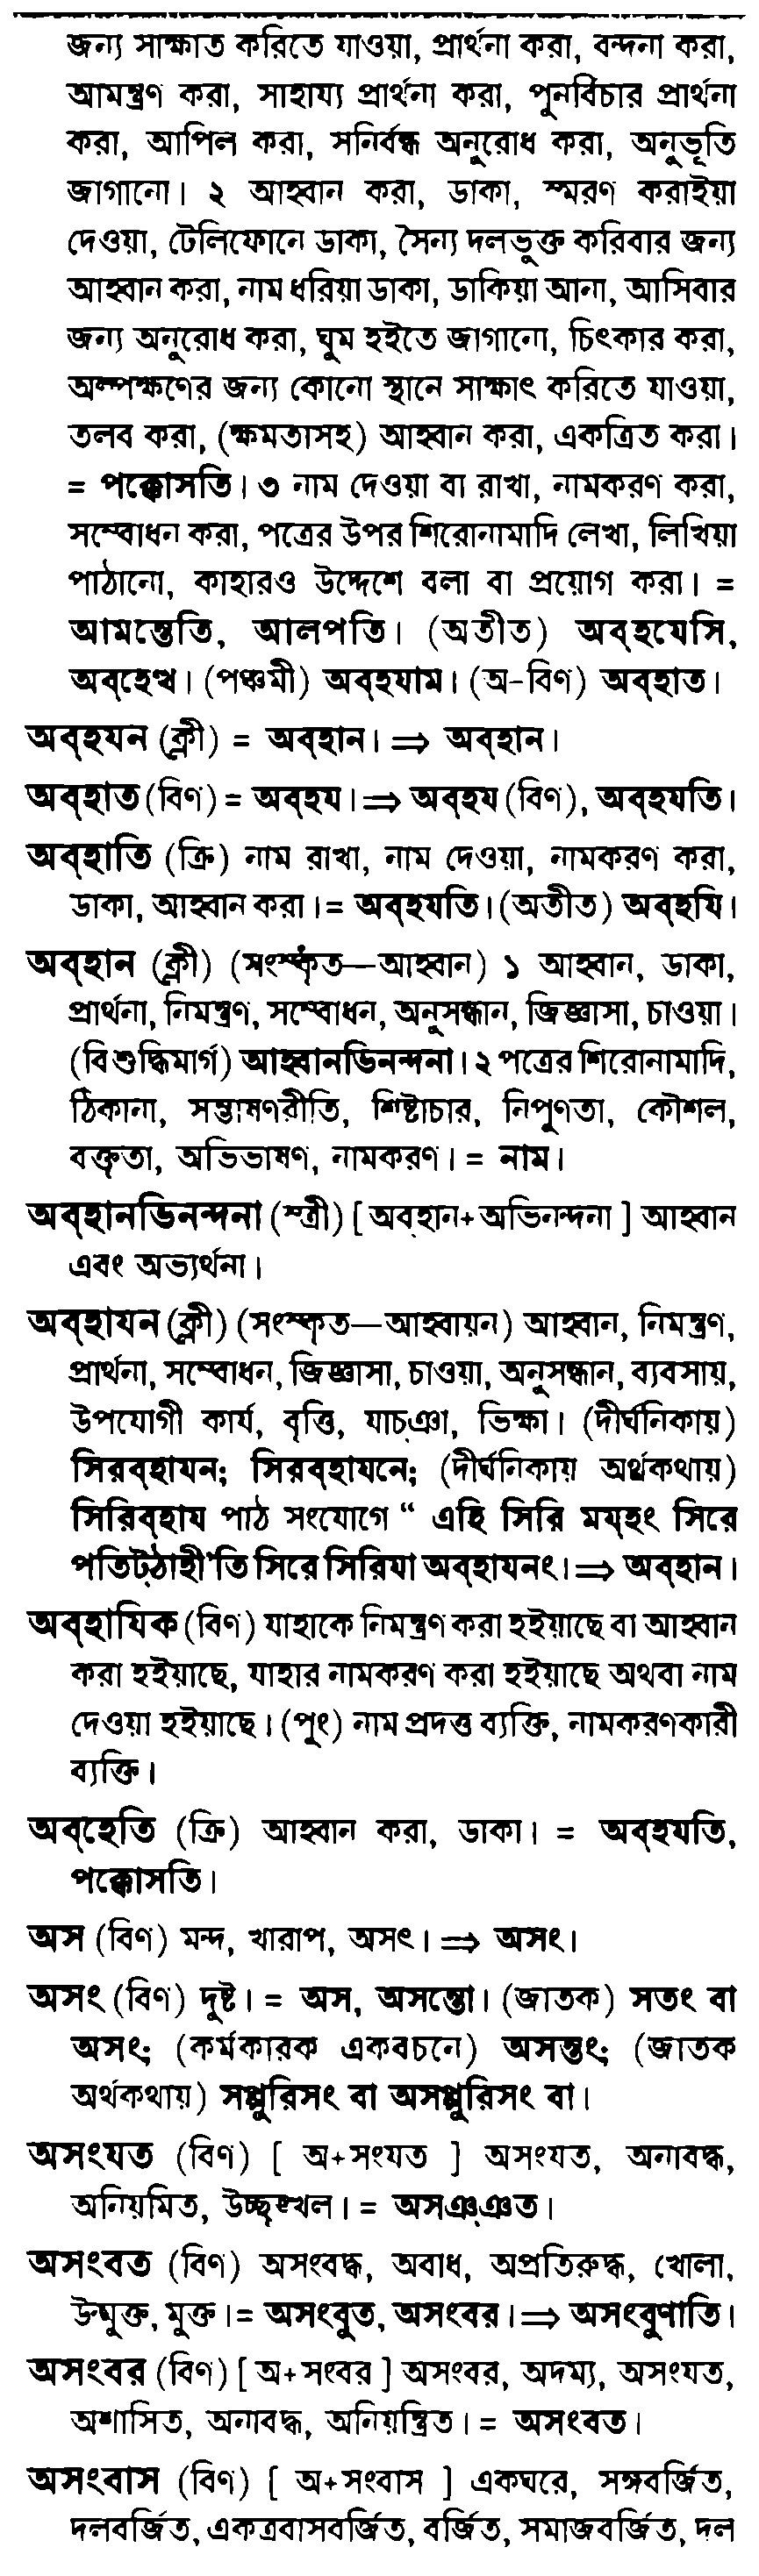 জন্য সাক্ষাত করিতে যাওয়া, প্রার্থনা করা, বন্দনা করা,
আমন্ত্রণ করা, সাহায্য প্রার্থনা করা, পুনর্বিচার প্রার্থনা
করা, আপিল করা, সনির্বন্ধ অনুরোধ করা, অনুভূতি
জাগানো। ২ আহ্বান করা, ডাকা, স্মরণ করাইয়া
দেওয়া, টেলিফোনে ডাকা, সৈন্য দলভুক্ত করিবার জন্য
আহ্বান করা, নাম ধরিয়া ডাকা, ডাকিয়া আনা, আসিবার
জন্য অনুরোধ করা, ঘুম হইতে জাগানো, চিৎকার করা,
অল্পক্ষণের জন্য কোনো স্থানে সাক্ষাৎ করিতে যাওয়া,
তলব করা, (ক্ষমতাসহ) আহ্বান করা, একত্রিত করা।
= পক্কোসতি। ৩ নাম দেওয়া বা রাখা, নামকরণ করা,
সম্বোধন করা, পত্রের উপর শিরোনামাদি লেখা, লিখিয়া
পাঠানো, কাহারও উদ্দেশে বলা বা প্রয়োগ করা। =
আমন্তেতি, আলপতি। (অতীত) অব্‌হযেসি,
অব্‌হেত্থ। (পঞ্চমী) অব্‌হযাম। (অ-বিণ) অব্‌হাত।
অব্‌হযন (ক্লী) = অব্‌হান। ⇒ অব্‌হান।
অব্‌হাত (বিণ) = অব্‌হয। ⇒ অব্‌হয (বিণ), অব্‌হযতি।
অব্‌হাতি (ক্রি) নাম রাখা, নাম দেওয়া, নামকরণ করা,
ডাকা, আহ্বান করা। = অব্‌হযতি। (অতীত) অব্‌হযি।
অব্‌হান (ক্লী) (সংস্কৃত—আহ্বান) ১ আহ্বান, ডাকা,
প্রার্থনা, নিমন্ত্রণ, সম্বোধন, অনুসন্ধান, জিজ্ঞাসা, চাওয়া।
(বিশুদ্ধিমার্গ) আহ্বানভিনন্দনা। ২ পত্রের শিরোনামাদি,
ঠিকানা, সম্ভাষণরীতি, শিষ্টাচার, নিপুণতা, কৌশল,
বক্তৃতা, অভিভাষণ, নামকরণ। = নাম।
অব্‌হানভিনন্দনা (স্ত্রী) [ অব্‌হান+অভিনন্দনা ] আহ্বান
এবং অভ্যর্থনা।
অব্‌হাযন (ক্লী) (সংস্কৃত—আহ্বায়ন) আহ্বান, নিমন্ত্রণ,
প্রার্থনা, সম্বোধন, জিজ্ঞাসা, চাওয়া, অনুসন্ধান, ব্যবসায়,
উপযোগী কার্য, বৃত্তি, যাচ্ঞা, ভিক্ষা। (দীর্ঘনিকায়)
সিরব্‌হাযন; সিরব্‌হাযনে; (দীর্ঘনিকায় অর্থকথায়)
সিরিব্‌হায পাঠ সংযোগে “ এহি সিরি ময্‌হং সিরে
পতিট্‌ঠাহী’তি সিরে সিরিযা অব্‌হাযনং। ⇒ অব্‌হান।
অব্‌হাযিক (বিণ) যাহাকে নিমন্ত্রণ করা হইয়াছে বা আহ্বান
করা হইয়াছে, যাহার নামকরণ করা হইয়াছে অথবা নাম
দেওয়া হইয়াছে। (পুং) নাম প্রদত্ত ব্যক্তি, নামকরণকারী
ব্যক্তি।
অব্‌হেতি (ক্রি) আহ্বান করা, ডাকা। = অব্‌হযতি,
পক্কোসতি।
অস (বিণ) মন্দ, খারাপ, অসৎ। ⇒ অসং।
অসং (বিণ) দুষ্ট। = অস, অসন্তো। (জাতক) সতং বা
অসং; (কর্মকারক একবচনে) অসন্তং; (জাতক
অর্থকথায়) সপ্পুরিসং বা অসপ্পুরিসং বা।
অসংযত (বিণ) [ অ+সংযত ] অসংযত, অনাবদ্ধ,
অনিয়মিত, উচ্ছৃঙ্খল। = অসঞ্‌ঞত।
অসংবত (বিণ) অসংবদ্ধ, অবাধ, অপ্রতিরুদ্ধ, খোলা,
উন্মুক্ত, মুক্ত। = অসংবুত, অসংবর। ⇒ অসংবুণাতি।
অসংবর (বিণ) [ অ+সংবর ] অসংবর, অদম্য, অসংযত,
অশাসিত, অনাবদ্ধ, অনিয়ন্ত্রিত। = অসংবত।
অসংবাস (বিণ) [ অ+সংবাস ] একঘরে, সঙ্গবর্জিত,
দলবর্জিত, একত্রবাসবর্জিত, বর্জিত, সমাজবর্জিত, দল